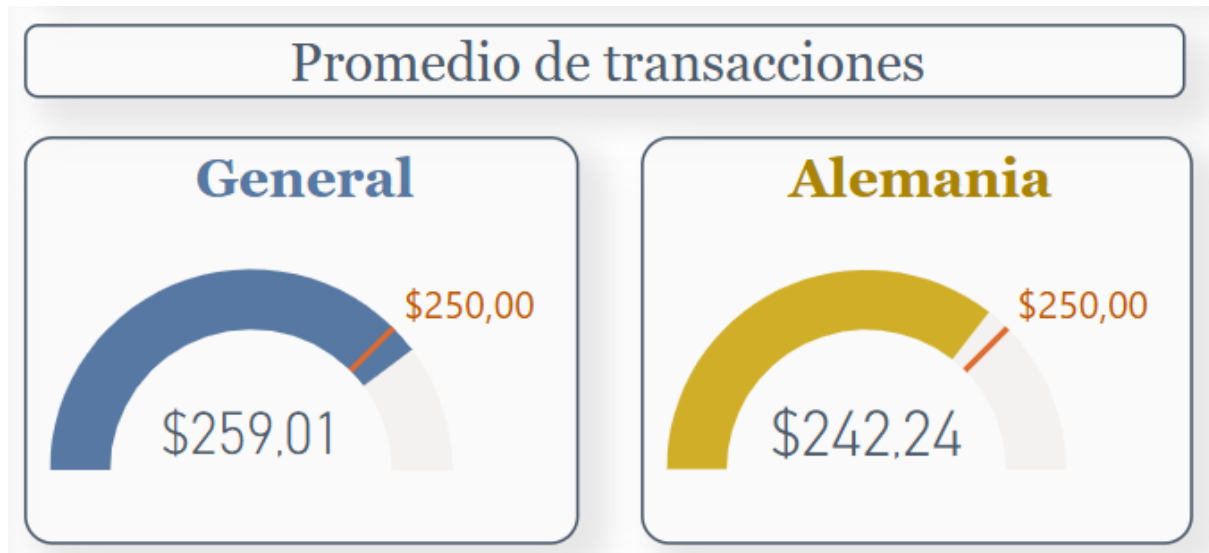 Promedio de transacciones
General
$250,00
$259,01
Alemania
$250,00
$242,24